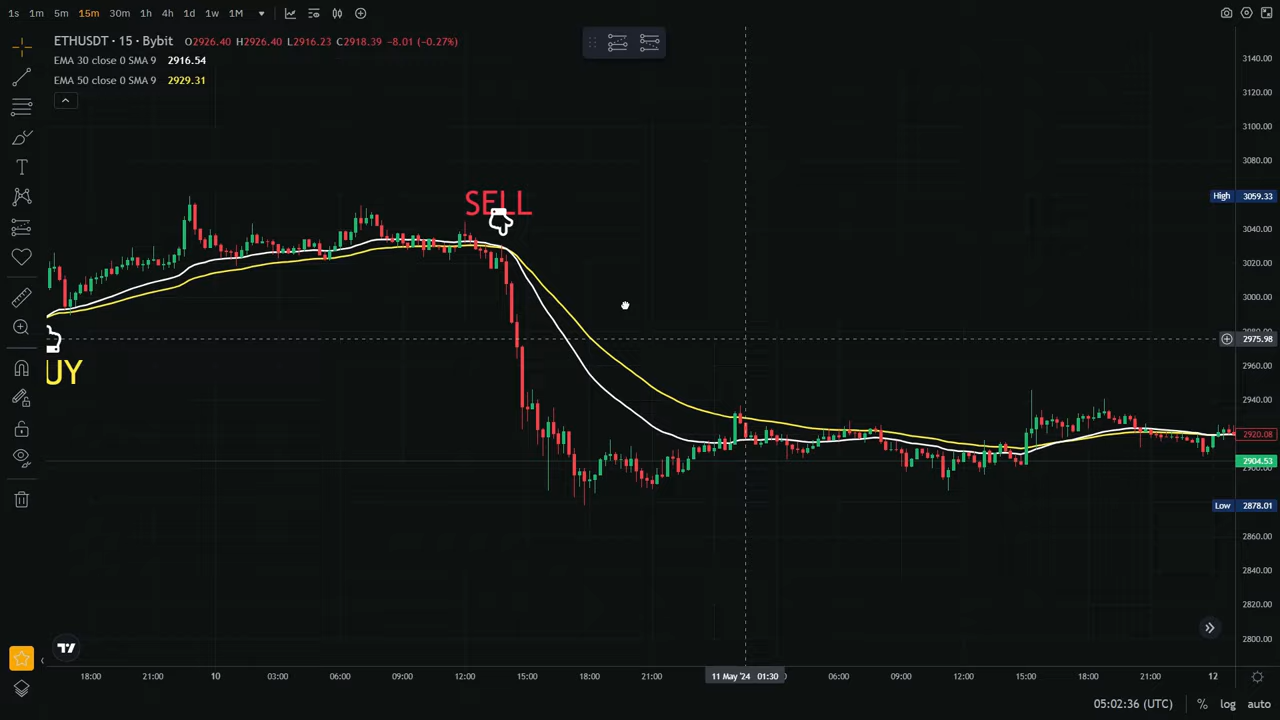 1s 1m 5m 15m 30m 1h 4h 1d 1w 1M
ETHUSDT · 15 · Bybit O2926.40 H2926.40 L2916.23 C2918.39 −8.01 (−0.27%)
EMA 30 close 0 SMA 9 2916.54
EMA 50 close 0 SMA 9 2929.31
SELL
UY
3140.00
3120.00
3100.00
3080.00
High 3059.33
3040.00
3020.00
3000.00
2975.98
2960.00
2940.00
2920.08
2904.53
Low 2878.01
2860.00
2840.00
2820.00
2800.00
18:00 21:00 10 03:00 06:00 09:00 12:00 15:00 18:00 21:00 11 May '24 01:30 06:00 09:00 12:00 15:00 18:00 21:00 12
05:02:36 (UTC) % log auto